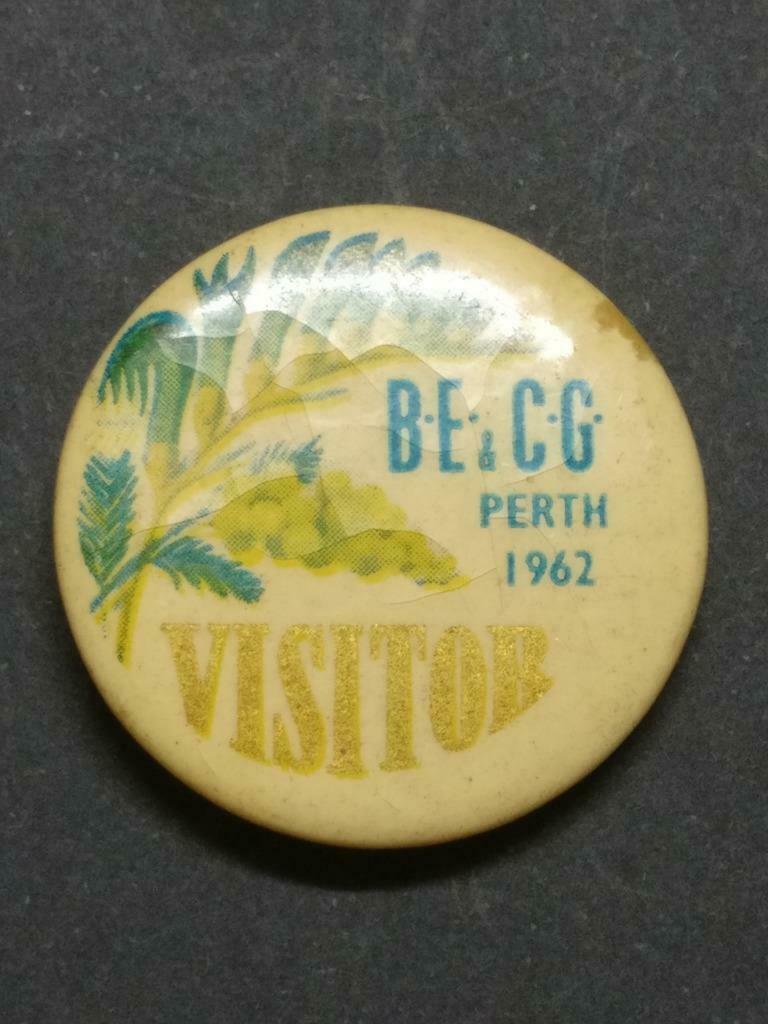 B·E·&C·G·
PERTH
1962
VISITOR